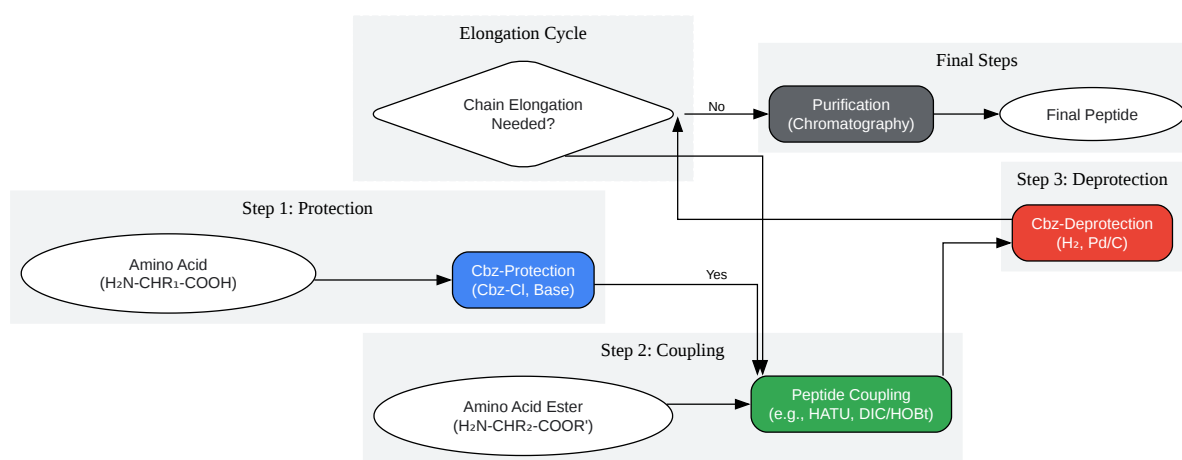 Elongation Cycle
Chain Elongation
Needed?
No
Final Steps
Purification
(Chromatography)
Final Peptide
Step 1: Protection
Amino Acid
(H₂N-CHR₁-COOH)
Cbz-Protection
(Cbz-Cl, Base)
Yes
Step 3: Deprotection
Cbz-Deprotection
(H₂, Pd/C)
Step 2: Coupling
Amino Acid Ester
(H₂N-CHR₂-COOR')
Peptide Coupling
(e.g., HATU, DIC/HOBt)